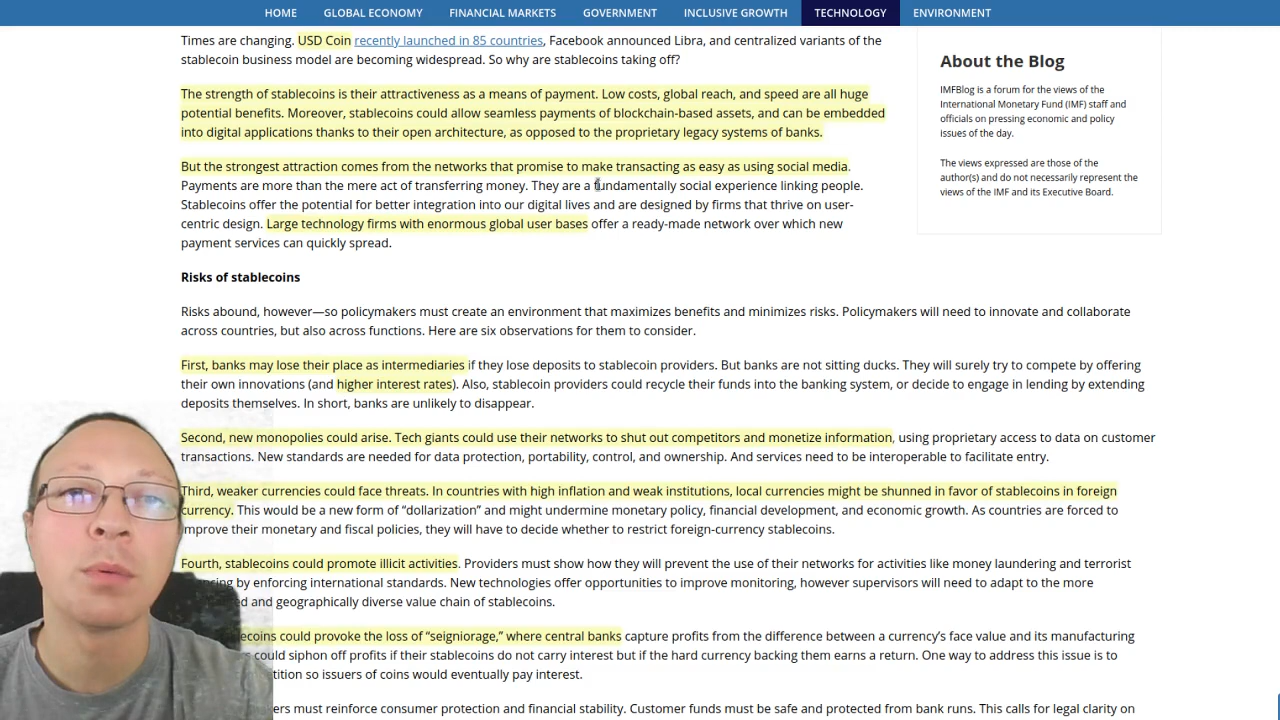 HOME GLOBAL ECONOMY FINANCIAL MARKETS GOVERNMENT INCLUSIVE GROWTH TECHNOLOGY ENVIRONMENT
Times are changing. USD Coin recently launched in 85 countries, Facebook announced Libra, and centralized variants of the
stablecoin business model are becoming widespread. So why are stablecoins taking off?
The strength of stablecoins is their attractiveness as a means of payment. Low costs, global reach, and speed are all huge
potential benefits. Moreover, stablecoins could allow seamless payments of blockchain-based assets, and can be embedded
into digital applications thanks to their open architecture, as opposed to the proprietary legacy systems of banks.
But the strongest attraction comes from the networks that promise to make transacting as easy as using social media.
Payments are more than the mere act of transferring money. They are a fundamentally social experience linking people.
Stablecoins offer the potential for better integration into our digital lives and are designed by firms that thrive on user-
centric design. Large technology firms with enormous global user bases offer a ready-made network over which new
payment services can quickly spread.
About the Blog
IMFBlog is a forum for the views of the
International Monetary Fund (IMF) staff and
officials on pressing economic and policy
issues of the day.
The views expressed are those of the
author(s) and do not necessarily represent the
views of the IMF and its Executive Board.
Risks of stablecoins
Risks abound, however—so policymakers must create an environment that maximizes benefits and minimizes risks. Policymakers will need to innovate and collaborate
across countries, but also across functions. Here are six observations for them to consider.
First, banks may lose their place as intermediaries if they lose deposits to stablecoin providers. But banks are not sitting ducks. They will surely try to compete by offering
their own innovations (and higher interest rates). Also, stablecoin providers could recycle their funds into the banking system, or decide to engage in lending by extending
deposits themselves. In short, banks are unlikely to disappear.
Second, new monopolies could arise. Tech giants could use their networks to shut out competitors and monetize information, using proprietary access to data on customer
transactions. New standards are needed for data protection, portability, control, and ownership. And services need to be interoperable to facilitate entry.
Third, weaker currencies could face threats. In countries with high inflation and weak institutions, local currencies might be shunned in favor of stablecoins in foreign
currency. This would be a new form of “dollarization” and might undermine monetary policy, financial development, and economic growth. As countries are forced to
improve their monetary and fiscal policies, they will have to decide whether to restrict foreign-currency stablecoins.
Fourth, stablecoins could promote illicit activities. Providers must show how they will prevent the use of their networks for activities like money laundering and terrorist
by enforcing international standards. New technologies offer opportunities to improve monitoring, however supervisors will need to adapt to the more
and geographically diverse value chain of stablecoins.
could provoke the loss of “seigniorage,” where central banks capture profits from the difference between a currency’s face value and its manufacturing
could siphon off profits if their stablecoins do not carry interest but if the hard currency backing them earns a return. One way to address this issue is to
so issuers of coins would eventually pay interest.
must reinforce consumer protection and financial stability. Customer funds must be safe and protected from bank runs. This calls for legal clarity on